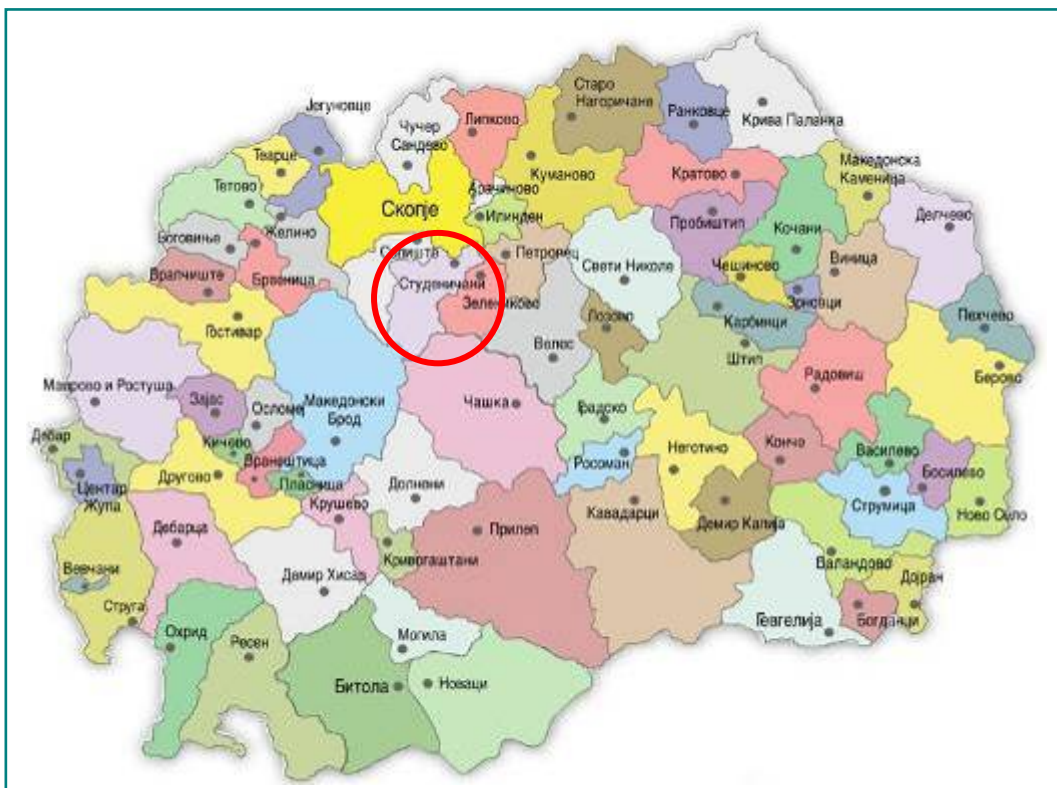 Старо
Нагоричане
Ранковце
Крива Паланка
Јегуновце
Чучер
Сандево
Липково
Куманово
Кратово
Македонска
Каменица
Теарце
Тетово
Арачиново
Скопје
Илинден
Пробиштип
Кочани
Делчево
Желино
Боговиње
Сопиште
Петровец
Свети Николе
Чешиново
Виница
Врапчиште
Брвеница
Студеничани
Зелениково
Зрновци
Лозово
Карбинци
Пехчево
Гостивар
Велес
Штип
Берово
Маврово и Ростуша
Зајас
Осломеј
Македонски
Брод
Чашка
Радовиш
Градско
Дебар
Кичево
Вранештица
Неготино
Конче
Василево
Росоман
Босилево
Другово
Пласница
Центар
Жупа
Долнени
Крушево
Кавадарци
Демир Капија
Струмица
Ново Село
Дебарца
Прилеп
Кривогаштани
Валандово
Вевчани
Демир Хисар
Дојран
Струга
Охрид
Ресен
Могила
Гевгелија
Богданци
Битола
Новаци